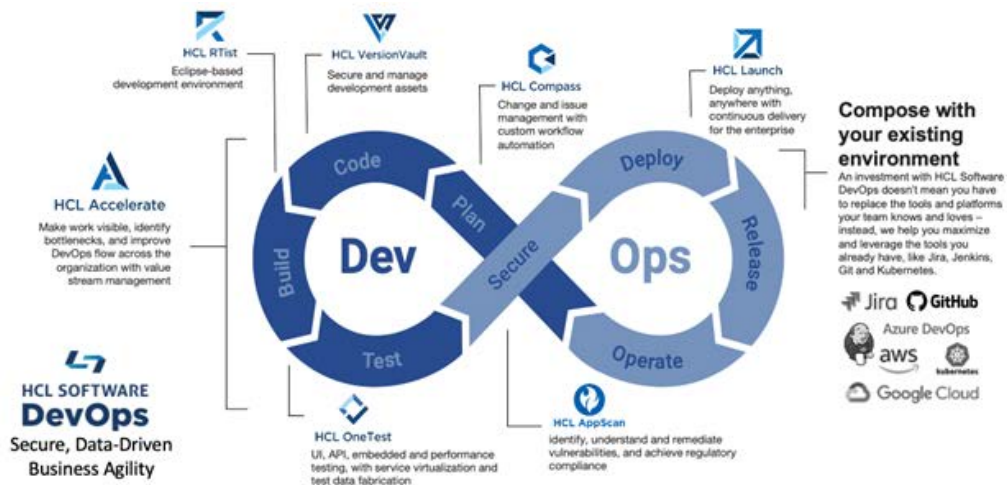 HCL RTist
Eclipse-based
development environment
HCL VersionVault
Secure and manage
development assets
HCL Compass
Change and issue
management with
custom workflow
automation
HCL Launch
Deploy anything,
anywhere with
continuous delivery
for the enterprise
Compose with
your existing
environment
An investment with HCL Software
DevOps doesn't mean you have
to replace the tools and platforms
your team knows and loves –
instead, we help you maximize
and leverage the tools you
already have, like Jira, Jenkins,
Git and Kubernetes.
Jira GitHub
Azure DevOps
aws
kubernetes
Google Cloud
HCL Accelerate
Make work visible, identify
bottlenecks, and improve
DevOps flow across the
organization with value
stream management
Code
Plan
Build
Dev
Test
Secure
Deploy
Ops
Release
Operate
HCL SOFTWARE
DevOps
Secure, Data-Driven
Business Agility
HCL OneTest
UI, API, embedded and performance
testing, with service virtualization and
test data fabrication
HCL AppScan
identify, understand and remediate
vulnerabilities, and achieve regulatory
compliance